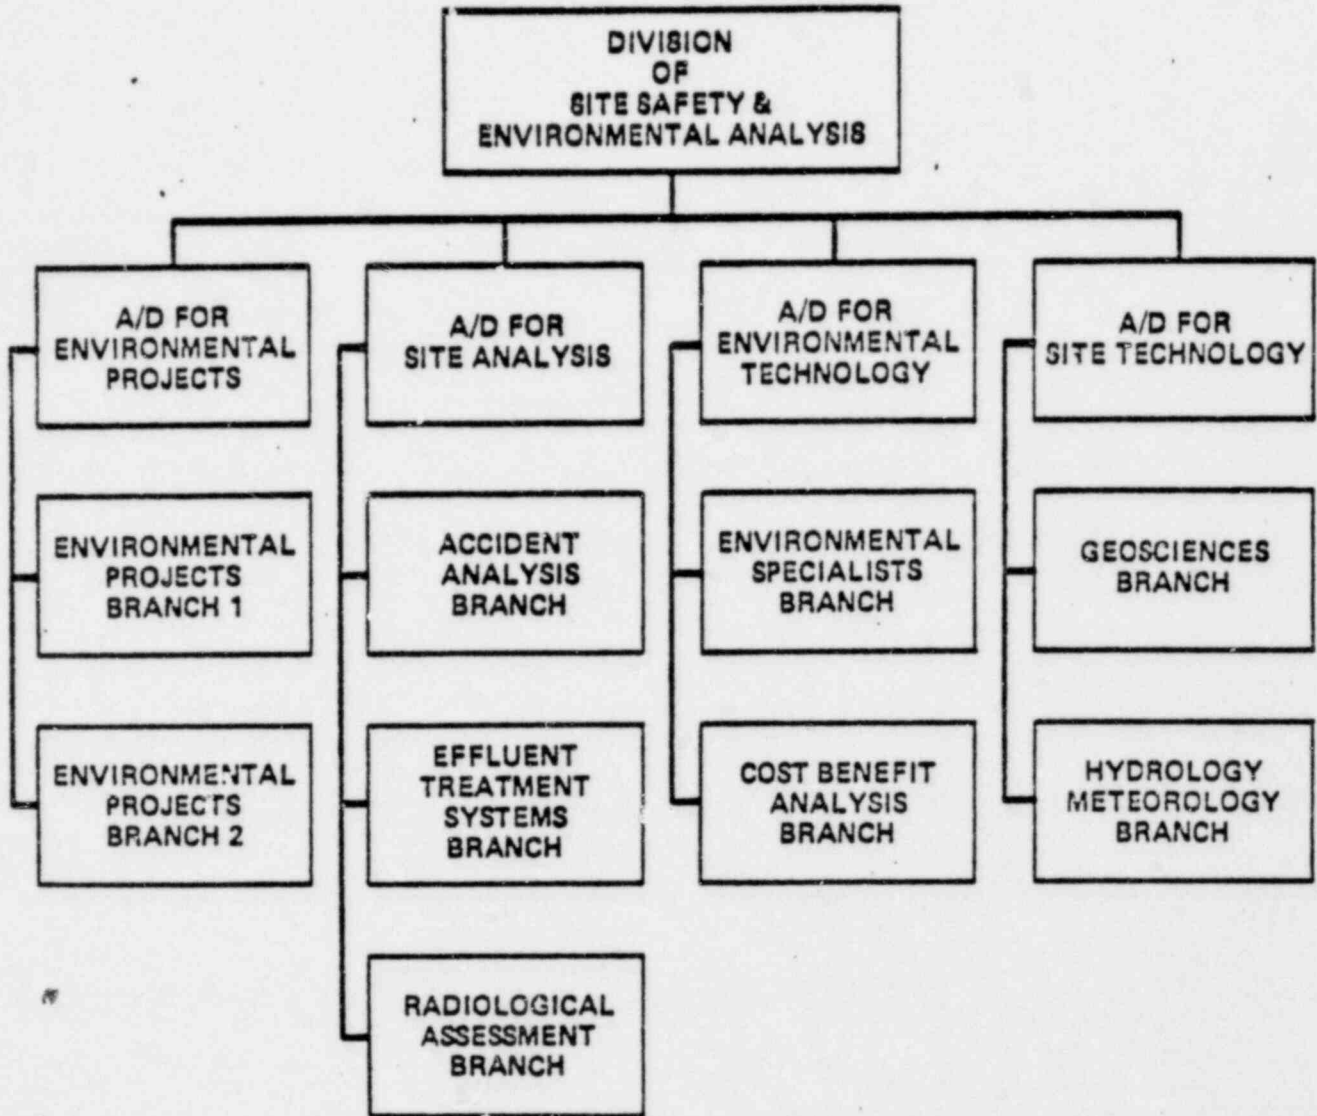 DIVISION
OF
SITE SAFETY &
ENVIRONMENTAL ANALYSIS
A/D FOR
ENVIRONMENTAL
PROJECTS
A/D FOR
SITE ANALYSIS
A/D FOR
ENVIRONMENTAL
TECHNOLOGY
A/D FOR
SITE TECHNOLOGY
ENVIRONMENTAL
PROJECTS
BRANCH 1
ACCIDENT
ANALYSIS
BRANCH
ENVIRONMENTAL
SPECIALISTS
BRANCH
GEOSCIENCES
BRANCH
ENVIRONMENTAL
PROJECTS
BRANCH 2
EFFLUENT
TREATMENT
SYSTEMS
BRANCH
COST BENEFIT
ANALYSIS
BRANCH
HYDROLOGY
METEOROLOGY
BRANCH
RADIOLOGICAL
ASSESSMENT
BRANCH